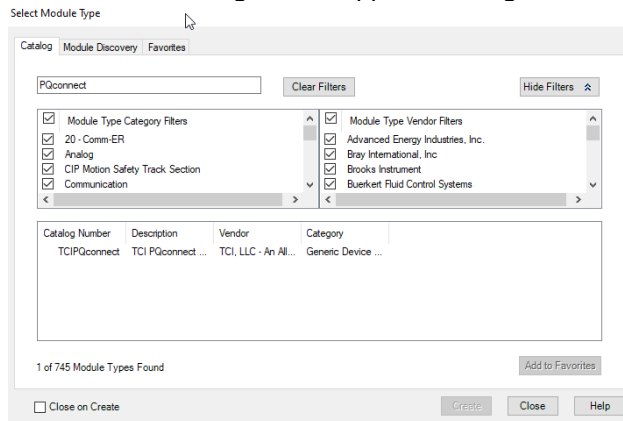 Select Module Type
Catalog Module Discovery Favorites
PQconnect Clear Filters Hide Filters
Module Type Category Filters
20 - Comm-ER
Analog
CIP Motion Safety Track Section
Communication
Module Type Vendor Filters
Advanced Energy Industries, Inc.
Bray International, Inc
Brooks Instrument
Buerkert Fluid Control Systems
Catalog Number Description Vendor Category
TCIPQconnect TCI PQconnect ... TCI, LLC - An All... Generic Device ...
1 of 745 Module Types Found Add to Favorites
Close on Create Create Close Help